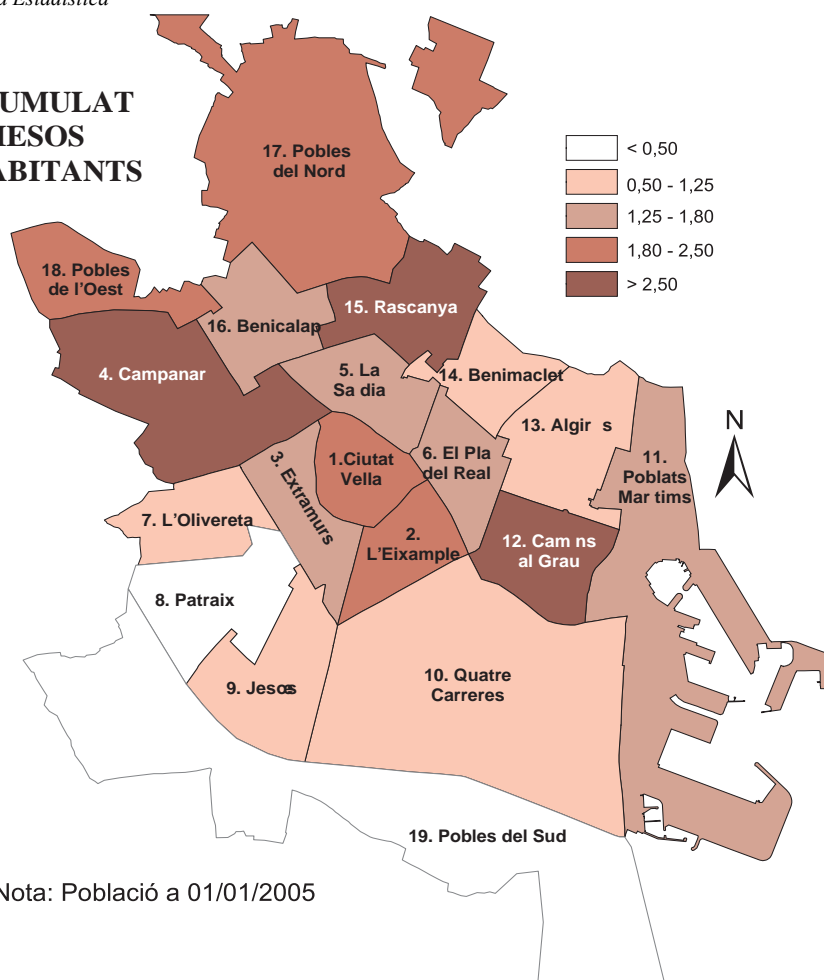 a Estadística
UMULAT
IESOS
ABITANTS
< 0,50
0,50 - 1,25
1,25 - 1,80
1,80 - 2,50
> 2,50
17. Pobles
del Nord
18. Pobles
de l'Oest
15. Rascanya
16. Benicalap
4. Campanar
5. La
Sa dia
14. Benimaclet
13. Algir s
N
11.
Poblats
Mar tims
3. Extramurs
1.Ciutat
Vella
6. El Pla
del Real
7. L'Olivereta
2.
L'Eixample
12. Cam ns
al Grau
8. Patraix
9. Jesos
10. Quatre
Carreres
19. Pobles del Sud
Nota: Població a 01/01/2005